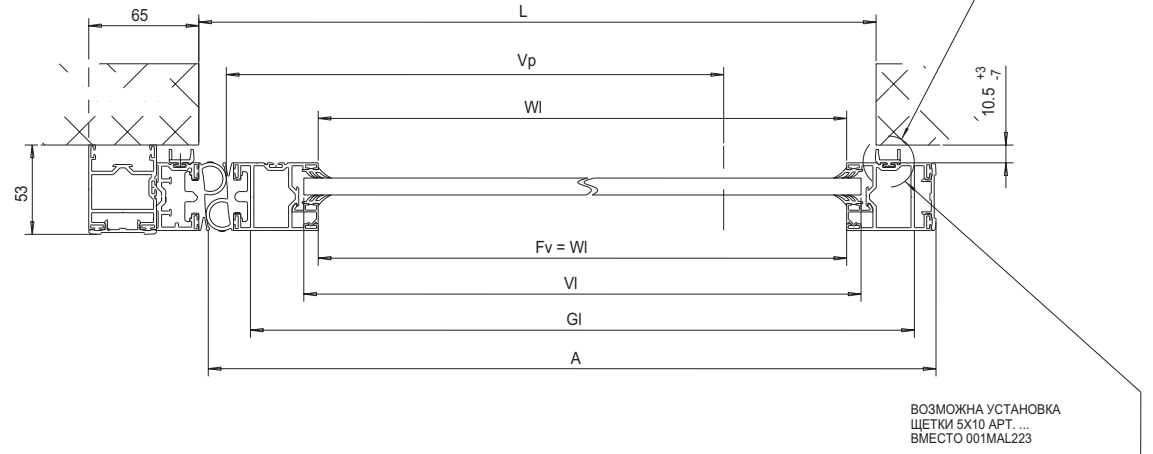 65
L
Vp
Wl
10.5 +3 -7
53
Fv = Wl
Vl
Gl
A
ВОЗМОЖНА УСТАНОВКА
ЩЕТКИ 5X10 АРТ. ...
ВМЕСТО 001MAL223